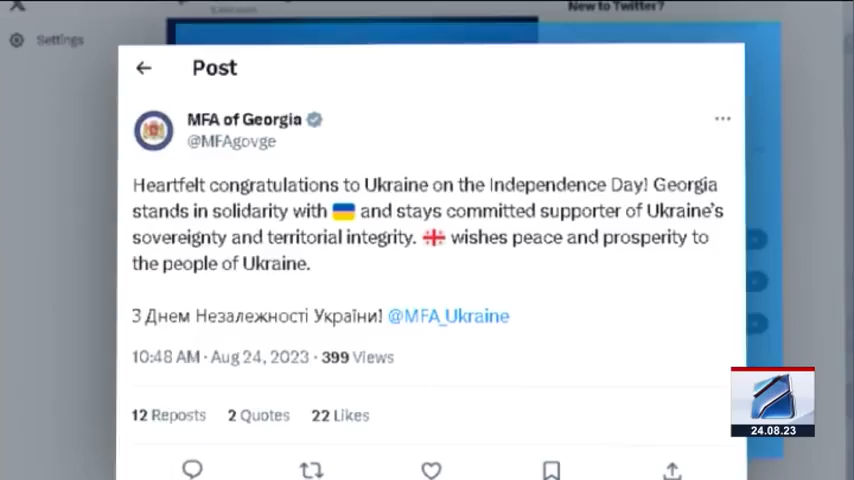 New to Twitter?
Settings
Post
MFA of Georgia
@MFAgovge
Heartfelt congratulations to Ukraine on the Independence Day! Georgia
stands in solidarity with 🇺🇦 and stays committed supporter of Ukraine's
sovereignty and territorial integrity. 🇬🇪 wishes peace and prosperity to
the people of Ukraine.
З Днем Незалежності України! @MFA_Ukraine
10:48 AM · Aug 24, 2023 · 399 Views
12 Reposts 2 Quotes 22 Likes
24.08.23